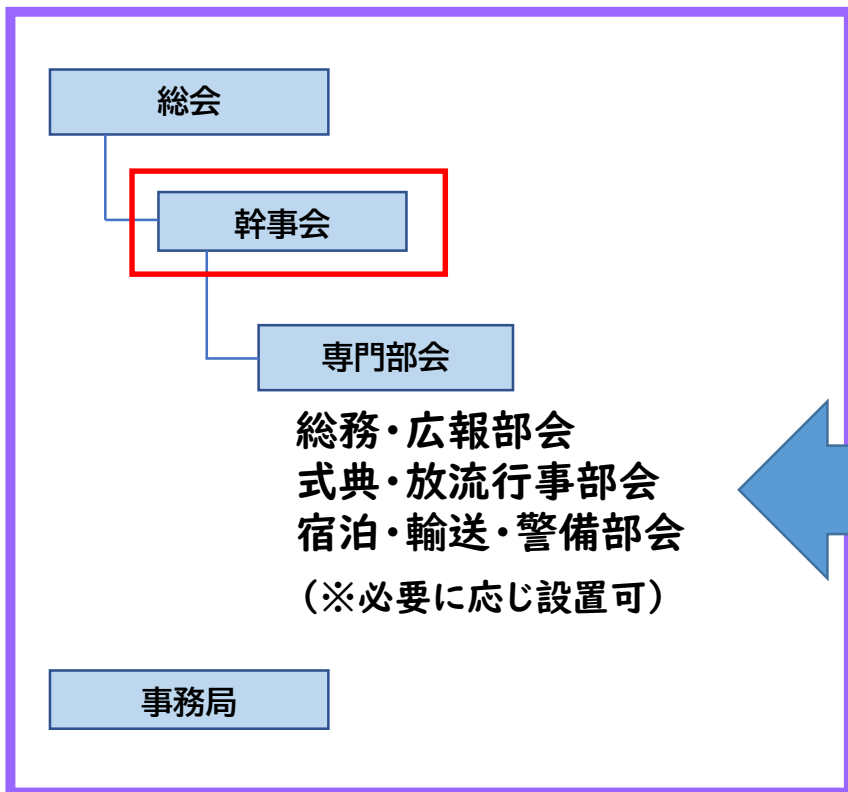 総会
幹事会
専門部会
総務・広報部会
式典・放流行事部会
宿泊・輸送・警備部会
（※必要に応じ設置可）
事務局